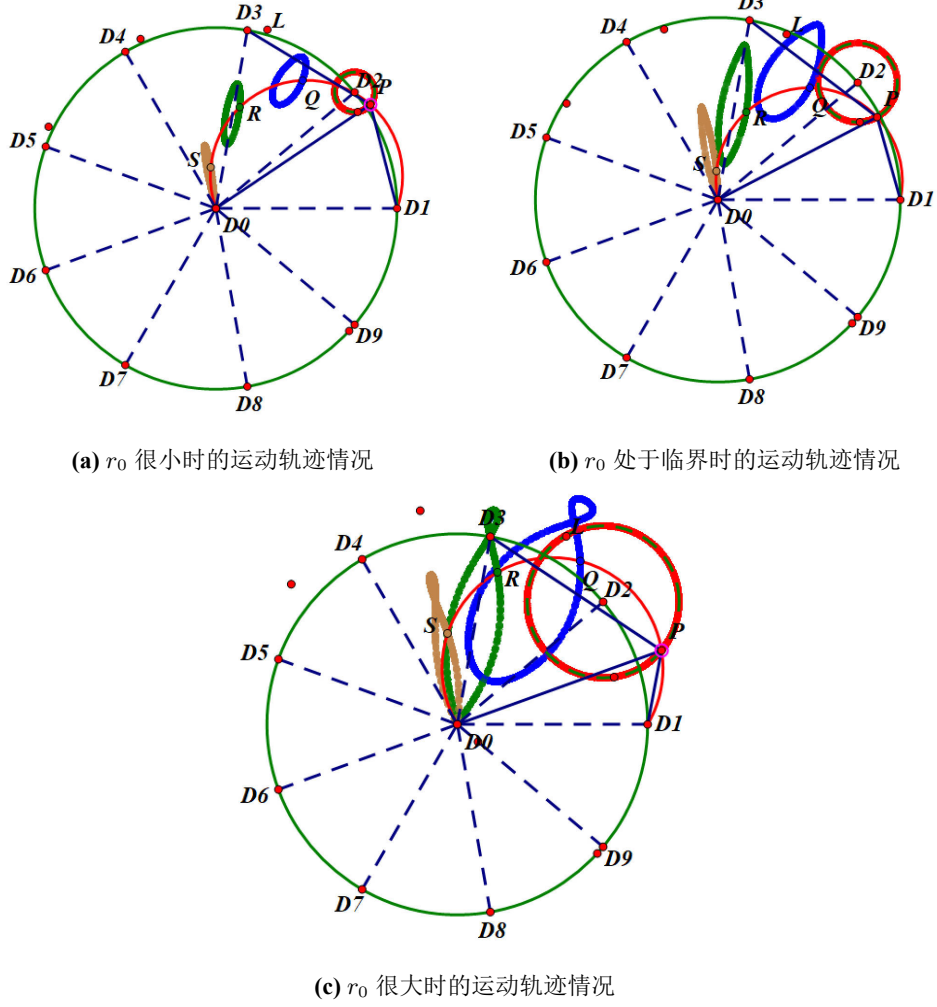 D3 L
D4
D2 P
Q
R
D5
S
D0 D1
D6
D9
D7
D8
(a) r₀ 很小时的运动轨迹情况
D3
L
D4
D2
Q P
R
D5
S
D0 D1
D6
D9
D7
D8
(b) r₀ 处于临界时的运动轨迹情况
D3 L
D4
R Q D2
S P
D5
D0 D1
D6
D9
D7
D8
(c) r₀ 很大时的运动轨迹情况